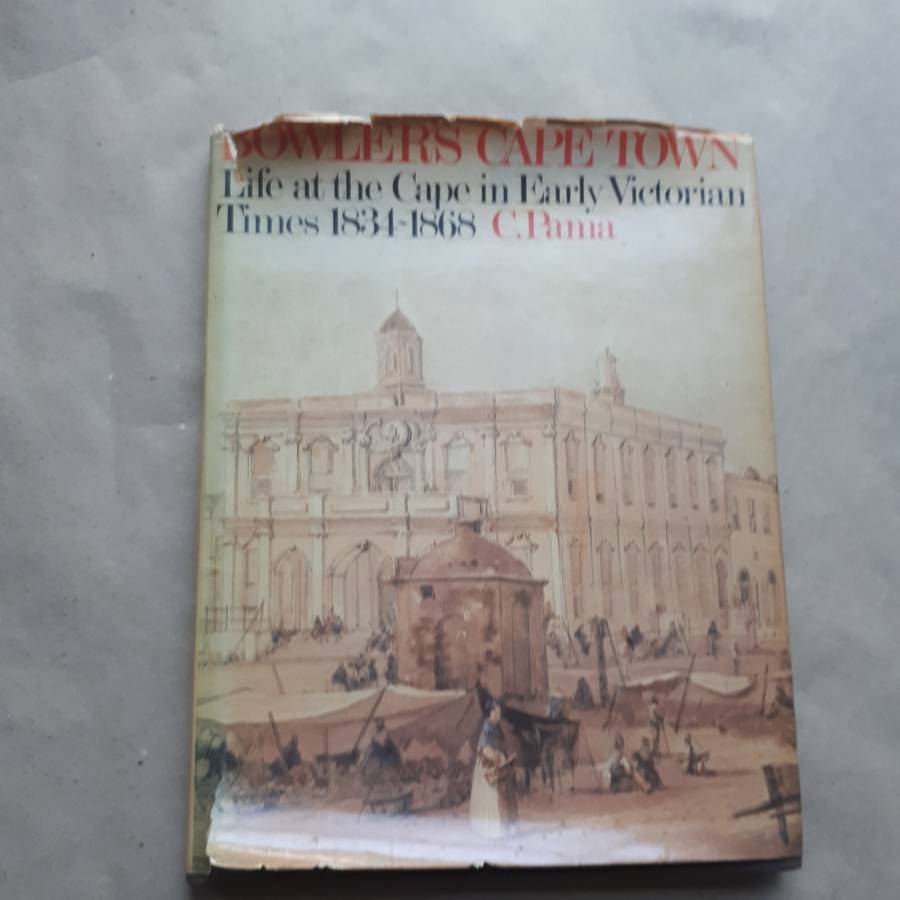 BOWLER'S CAPE TOWN
Life at the Cape in Early Victorian
Times 1834-1868 C. Pama